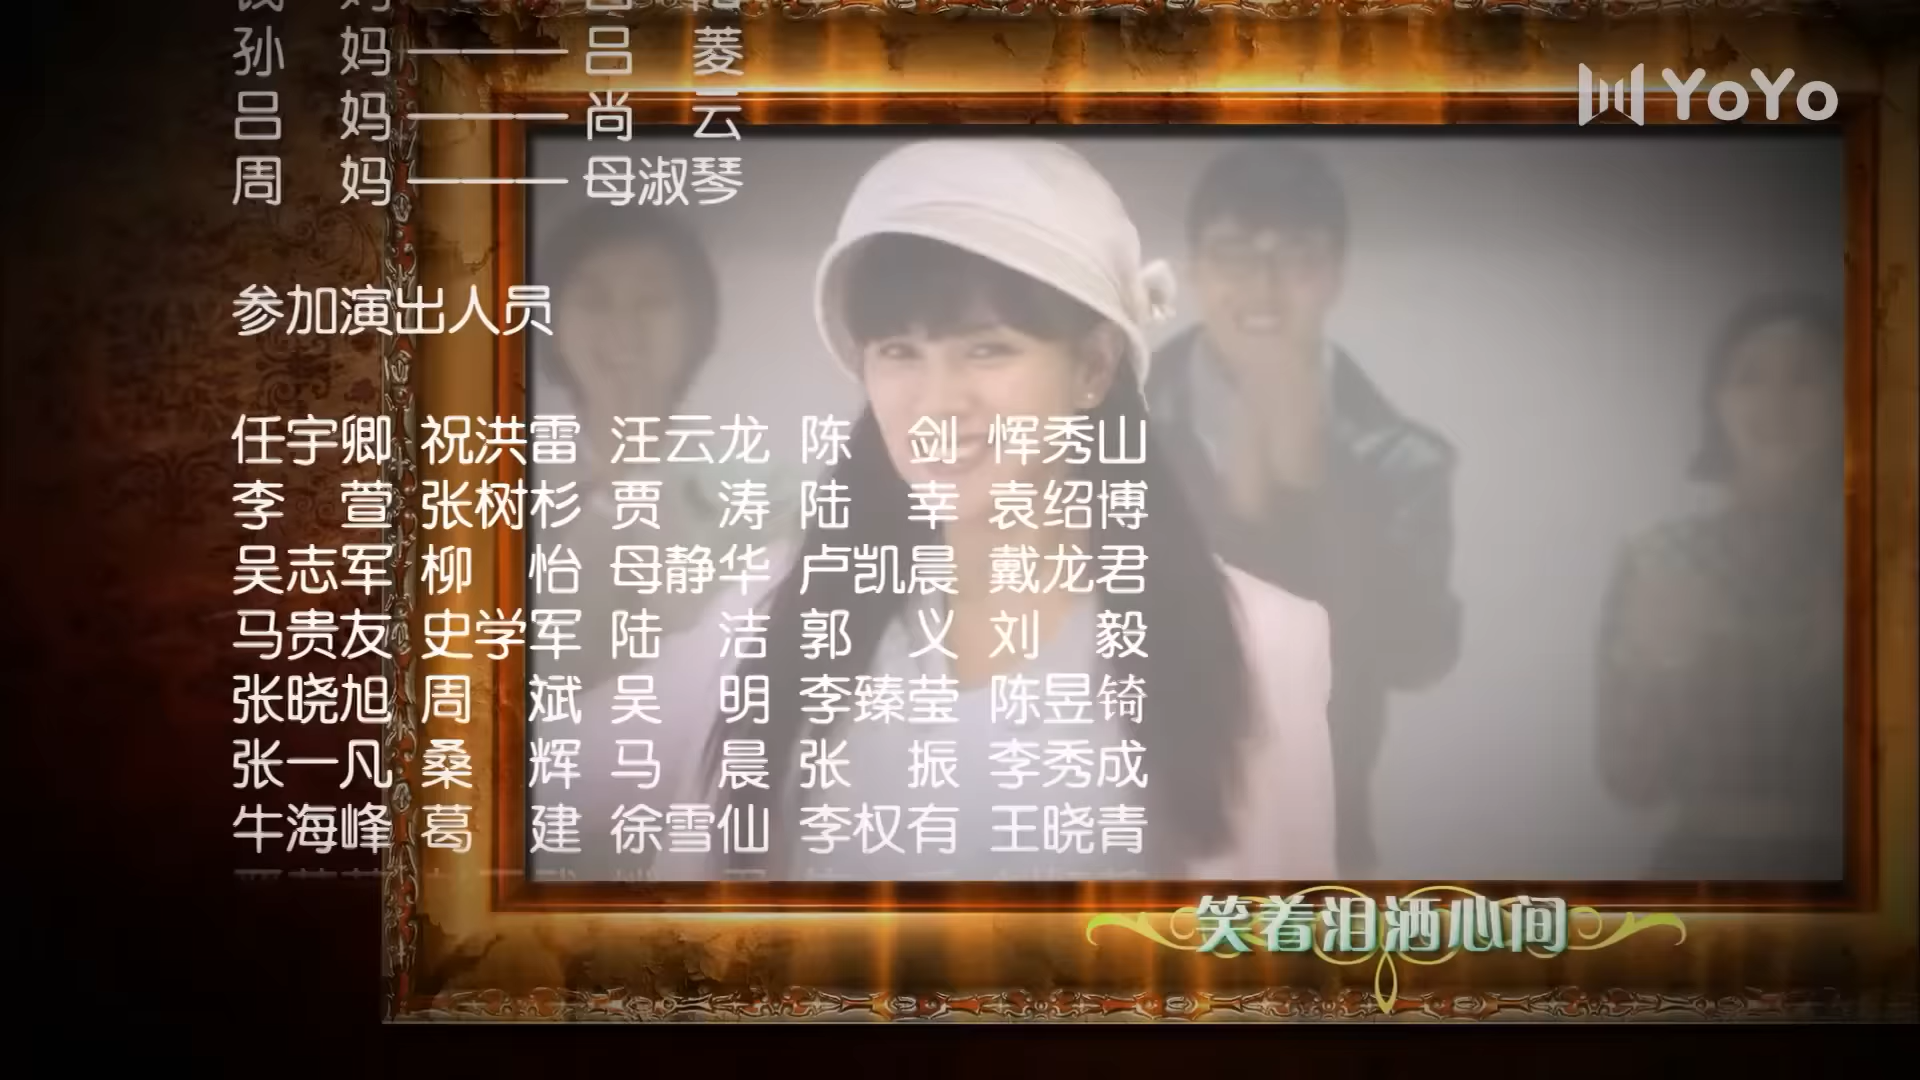 孙　妈———吕　菱
YoYo
吕　妈———尚　云
周　妈———母淑琴
参加演出人员
任宇卿 祝洪雷 汪云龙 陈　剑 恽秀山
李　萱 张树杉 贾　涛 陆　幸 袁绍博
吴志军 柳　怡 母静华 卢凯晨 戴龙君
马贵友 史学军 陆　洁 郭　义 刘　毅
张晓旭 周　斌 吴　明 李臻莹 陈昱锜
张一凡 桑　辉 马　晨 张　振 李秀成
牛海峰 葛　建 徐雪仙 李权有 王晓青
笑着泪洒心间